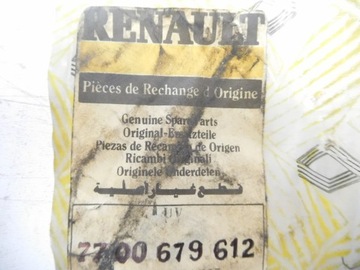 RENAULT
Pièces de Rechange d'Origine
Genuine Spare Parts
Original-Ersatzteile
Piezas de Recambio de Origen
Ricambi Originali
Originele Onderdelen
قطع غيار أصلية
7700 679 612